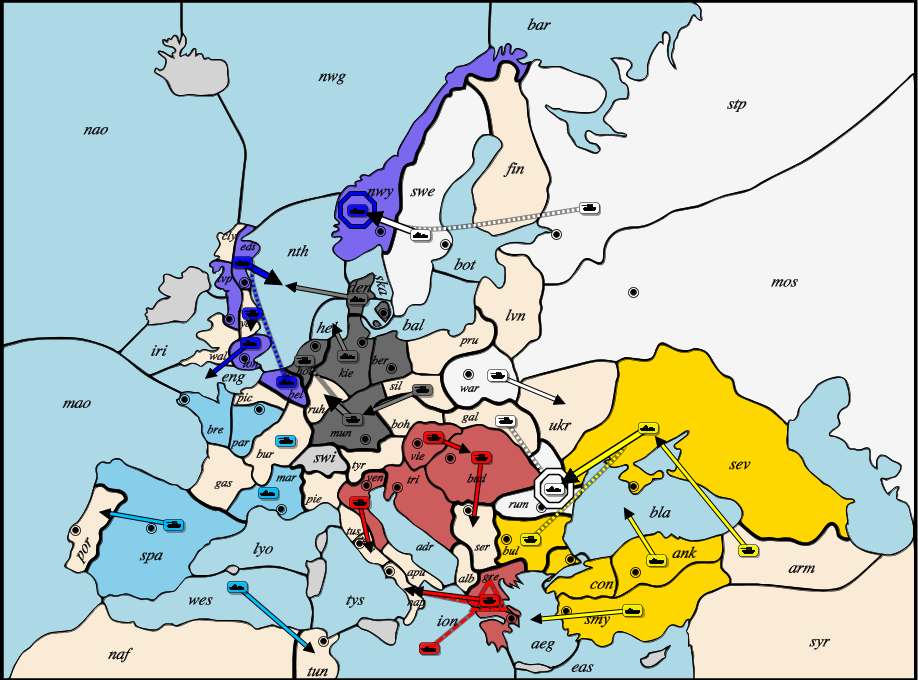 bar
nwg
stp
nao
fin
nwy
swe
cly
edi
nth
bot
lvp
den
ska
mos
lvn
yor
iri
hel
bal
pru
wal
lon
hol
kie
ber
war
eng
bel
sil
ukr
mao
pic
ruh
gal
bre
par
mun
boh
sev
bur
swi
vie
gas
mar
tyr
bud
pie
ven
tri
rum
bla
por
spa
lyo
tus
adr
ser
bul
ank
arm
wes
tys
apu
alb
gre
con
nap
ion
smy
aeg
syr
naf
tun
eas